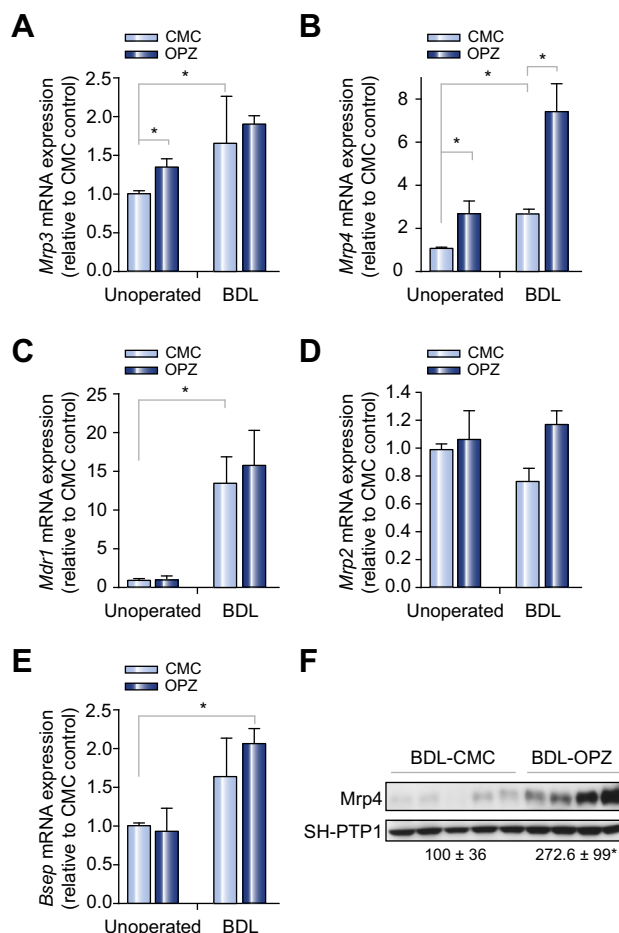 A
CMC
OPZ
Mrp3 mRNA expression
(relative to CMC control)
2.5
2.0
1.5
1.0
0.5
0.0
*
*
Unoperated
BDL
B
CMC
OPZ
Mrp4 mRNA expression
(relative to CMC control)
8
6
4
2
0
*
*
*
Unoperated
BDL
C
CMC
OPZ
Mdr1 mRNA expression
(relative to CMC control)
25
20
15
10
5
0
*
Unoperated
BDL
D
CMC
OPZ
Mrp2 mRNA expression
(relative to CMC control)
1.4
1.2
1.0
0.8
0.6
0.4
0.2
0.0
Unoperated
BDL
E
CMC
OPZ
Bsep mRNA expression
(relative to CMC control)
2.5
2.0
1.5
1.0
0.5
0.0
*
Unoperated
BDL
F
BDL-CMC
BDL-OPZ
Mrp4
SH-PTP1
100 ± 36
272.6 ± 99*